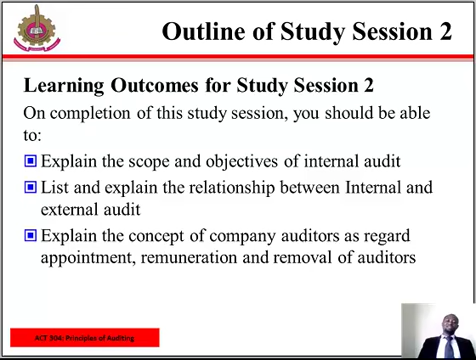 Outline of Study Session 2
Learning Outcomes for Study Session 2
On completion of this study session, you should be able
to:
Explain the scope and objectives of internal audit
List and explain the relationship between Internal and
external audit
Explain the concept of company auditors as regard
appointment, remuneration and removal of auditors
ACT 304: Principles of Auditing